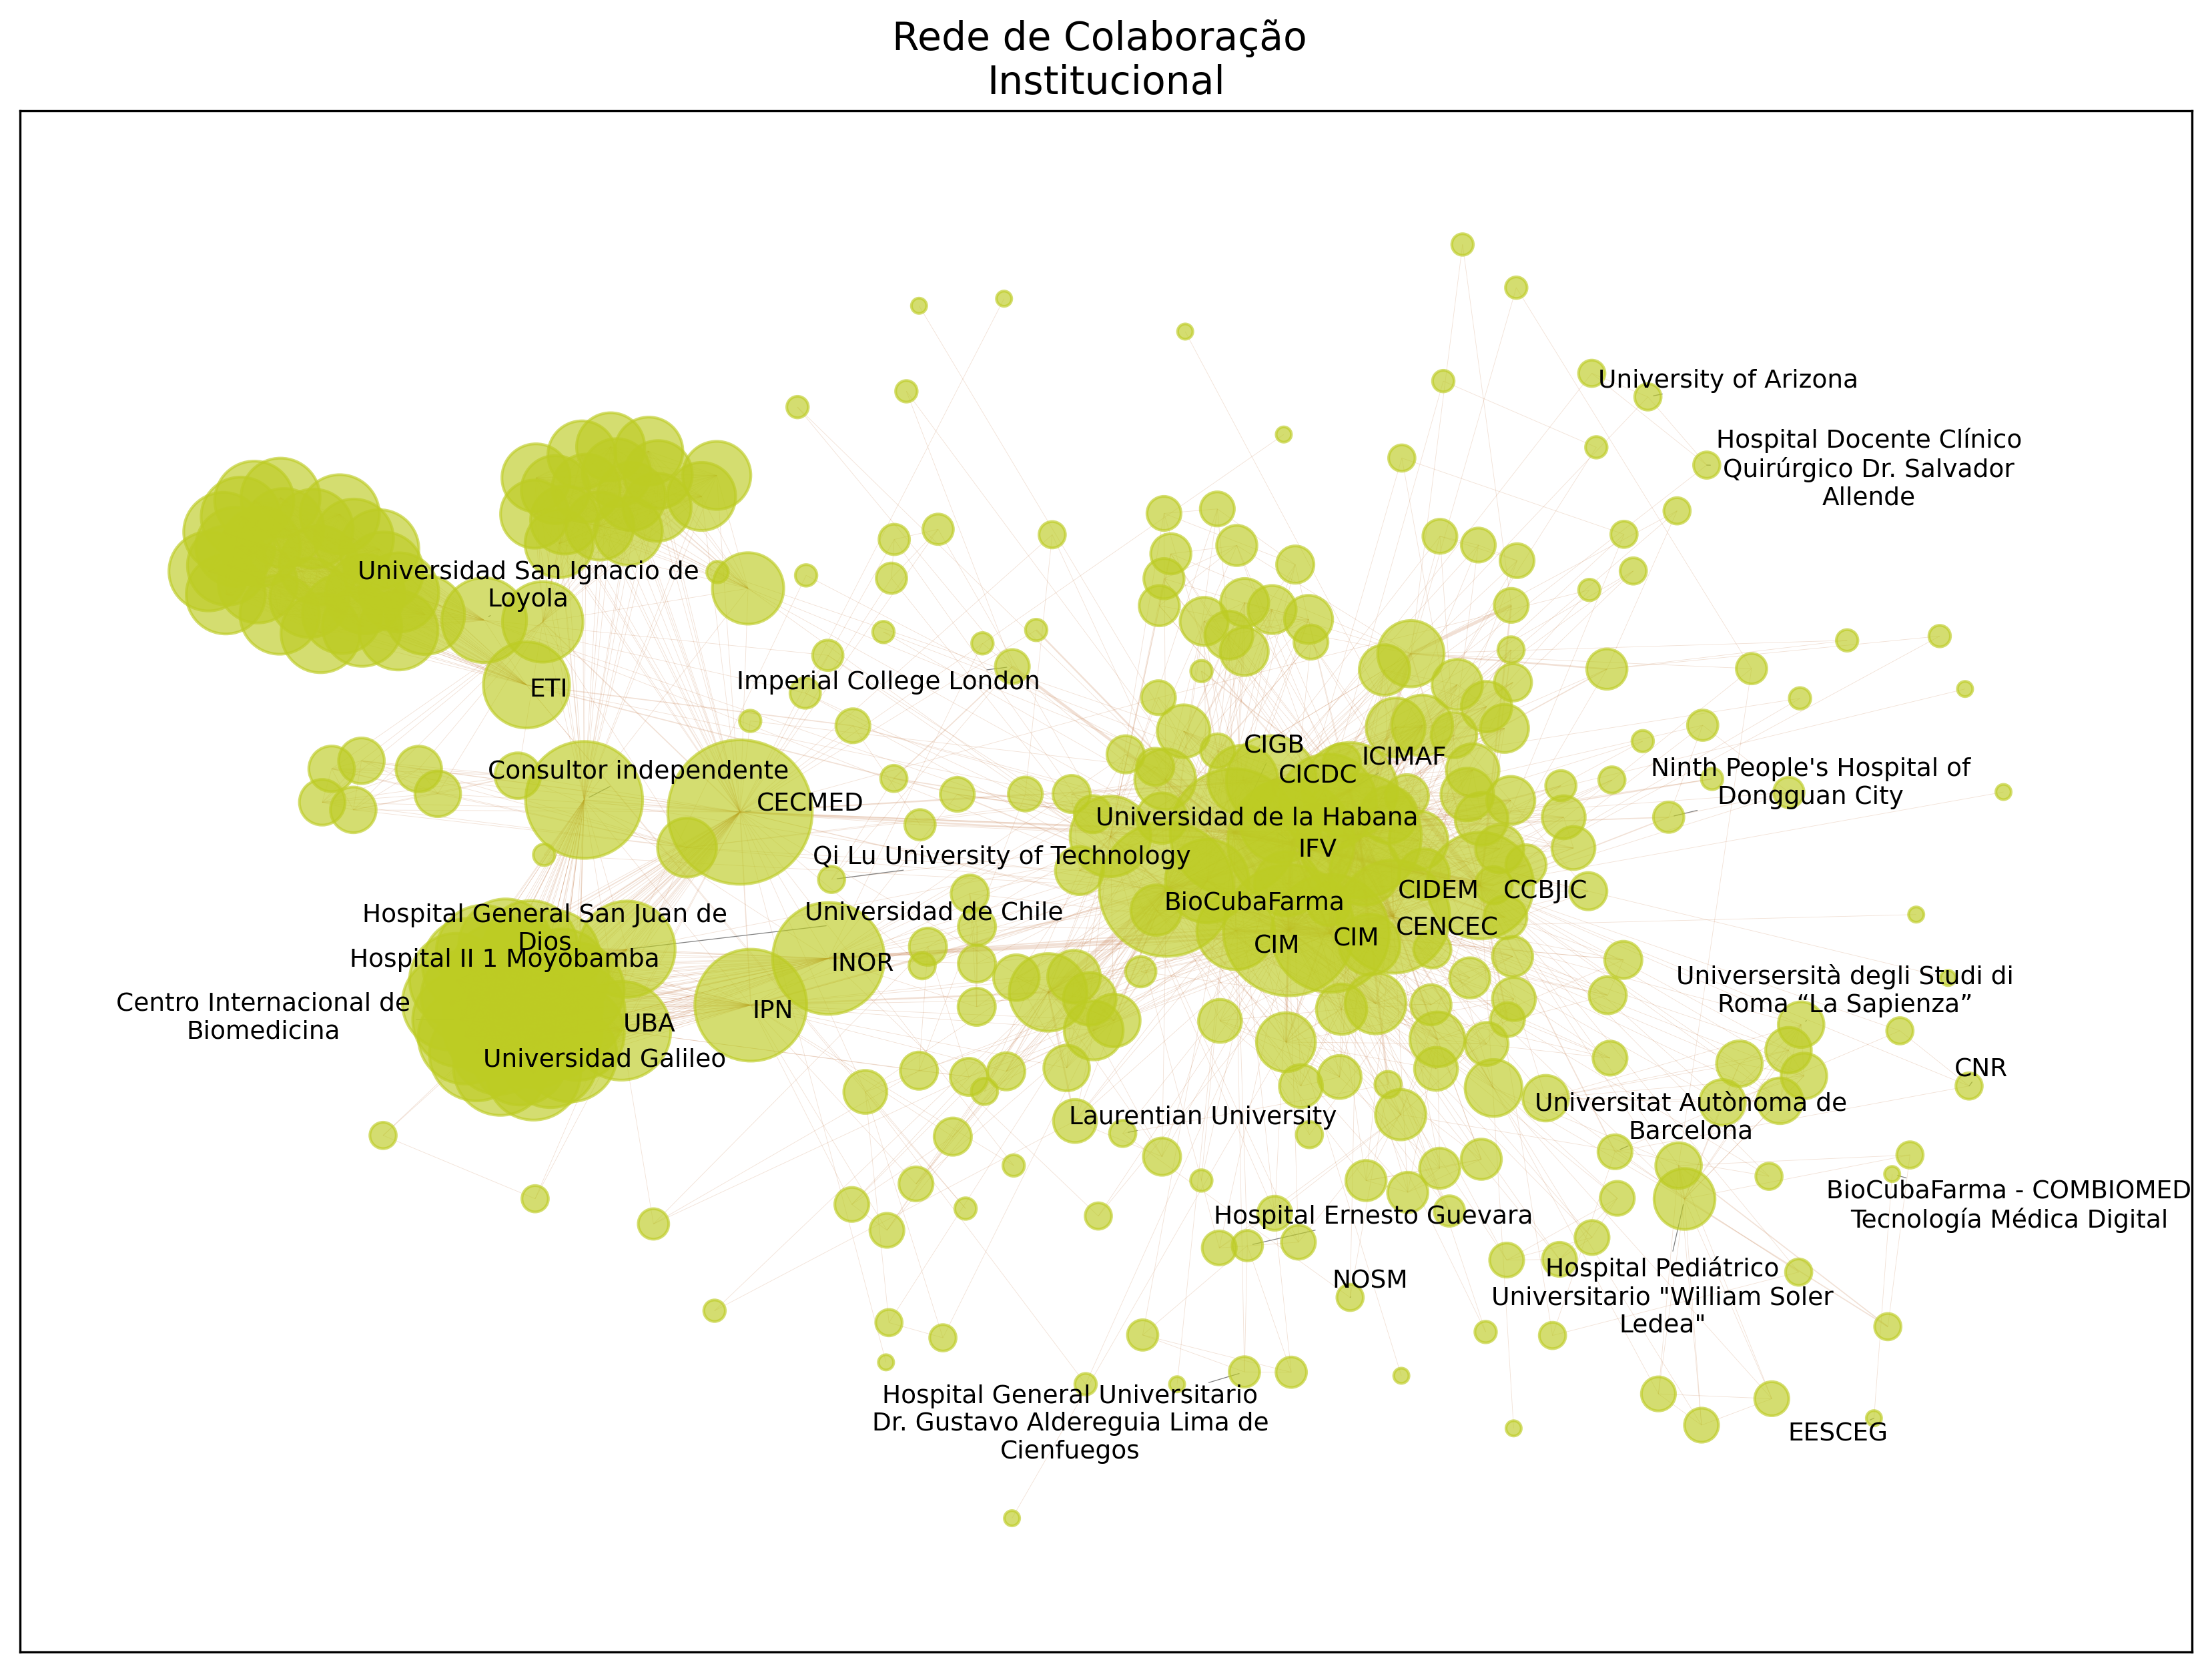 Rede de Colaboração
Institucional
University of Arizona
Hospital Docente Clínico
Quirúrgico Dr. Salvador
Allende
Universidad San Ignacio de
Loyola
ETI
Imperial College London
CIGB
ICIMAF
CICDC
Consultor independente
CECMED
Ninth People's Hospital of
Dongguan City
Universidad de la Habana
IFV
Qi Lu University of Technology
CIDEM
CCBJIC
BioCubaFarma
Universidad de Chile
Hospital General San Juan de
Dios
CENCEC
CIM
CIM
Hospital II 1 Moyobamba
INOR
Centro Internacional de
Biomedicina
IPN
UBA
Universidad Galileo
Universersità degli Studi di
Roma “La Sapienza”
CNR
Laurentian University
Universitat Autònoma de
Barcelona
BioCubaFarma - COMBIOMED
Tecnología Médica Digital
Hospital Ernesto Guevara
NOSM
Hospital Pediátrico
Universitario "William Soler
Ledea"
Hospital General Universitario
Dr. Gustavo Aldereguia Lima de
Cienfuegos
EESCEG